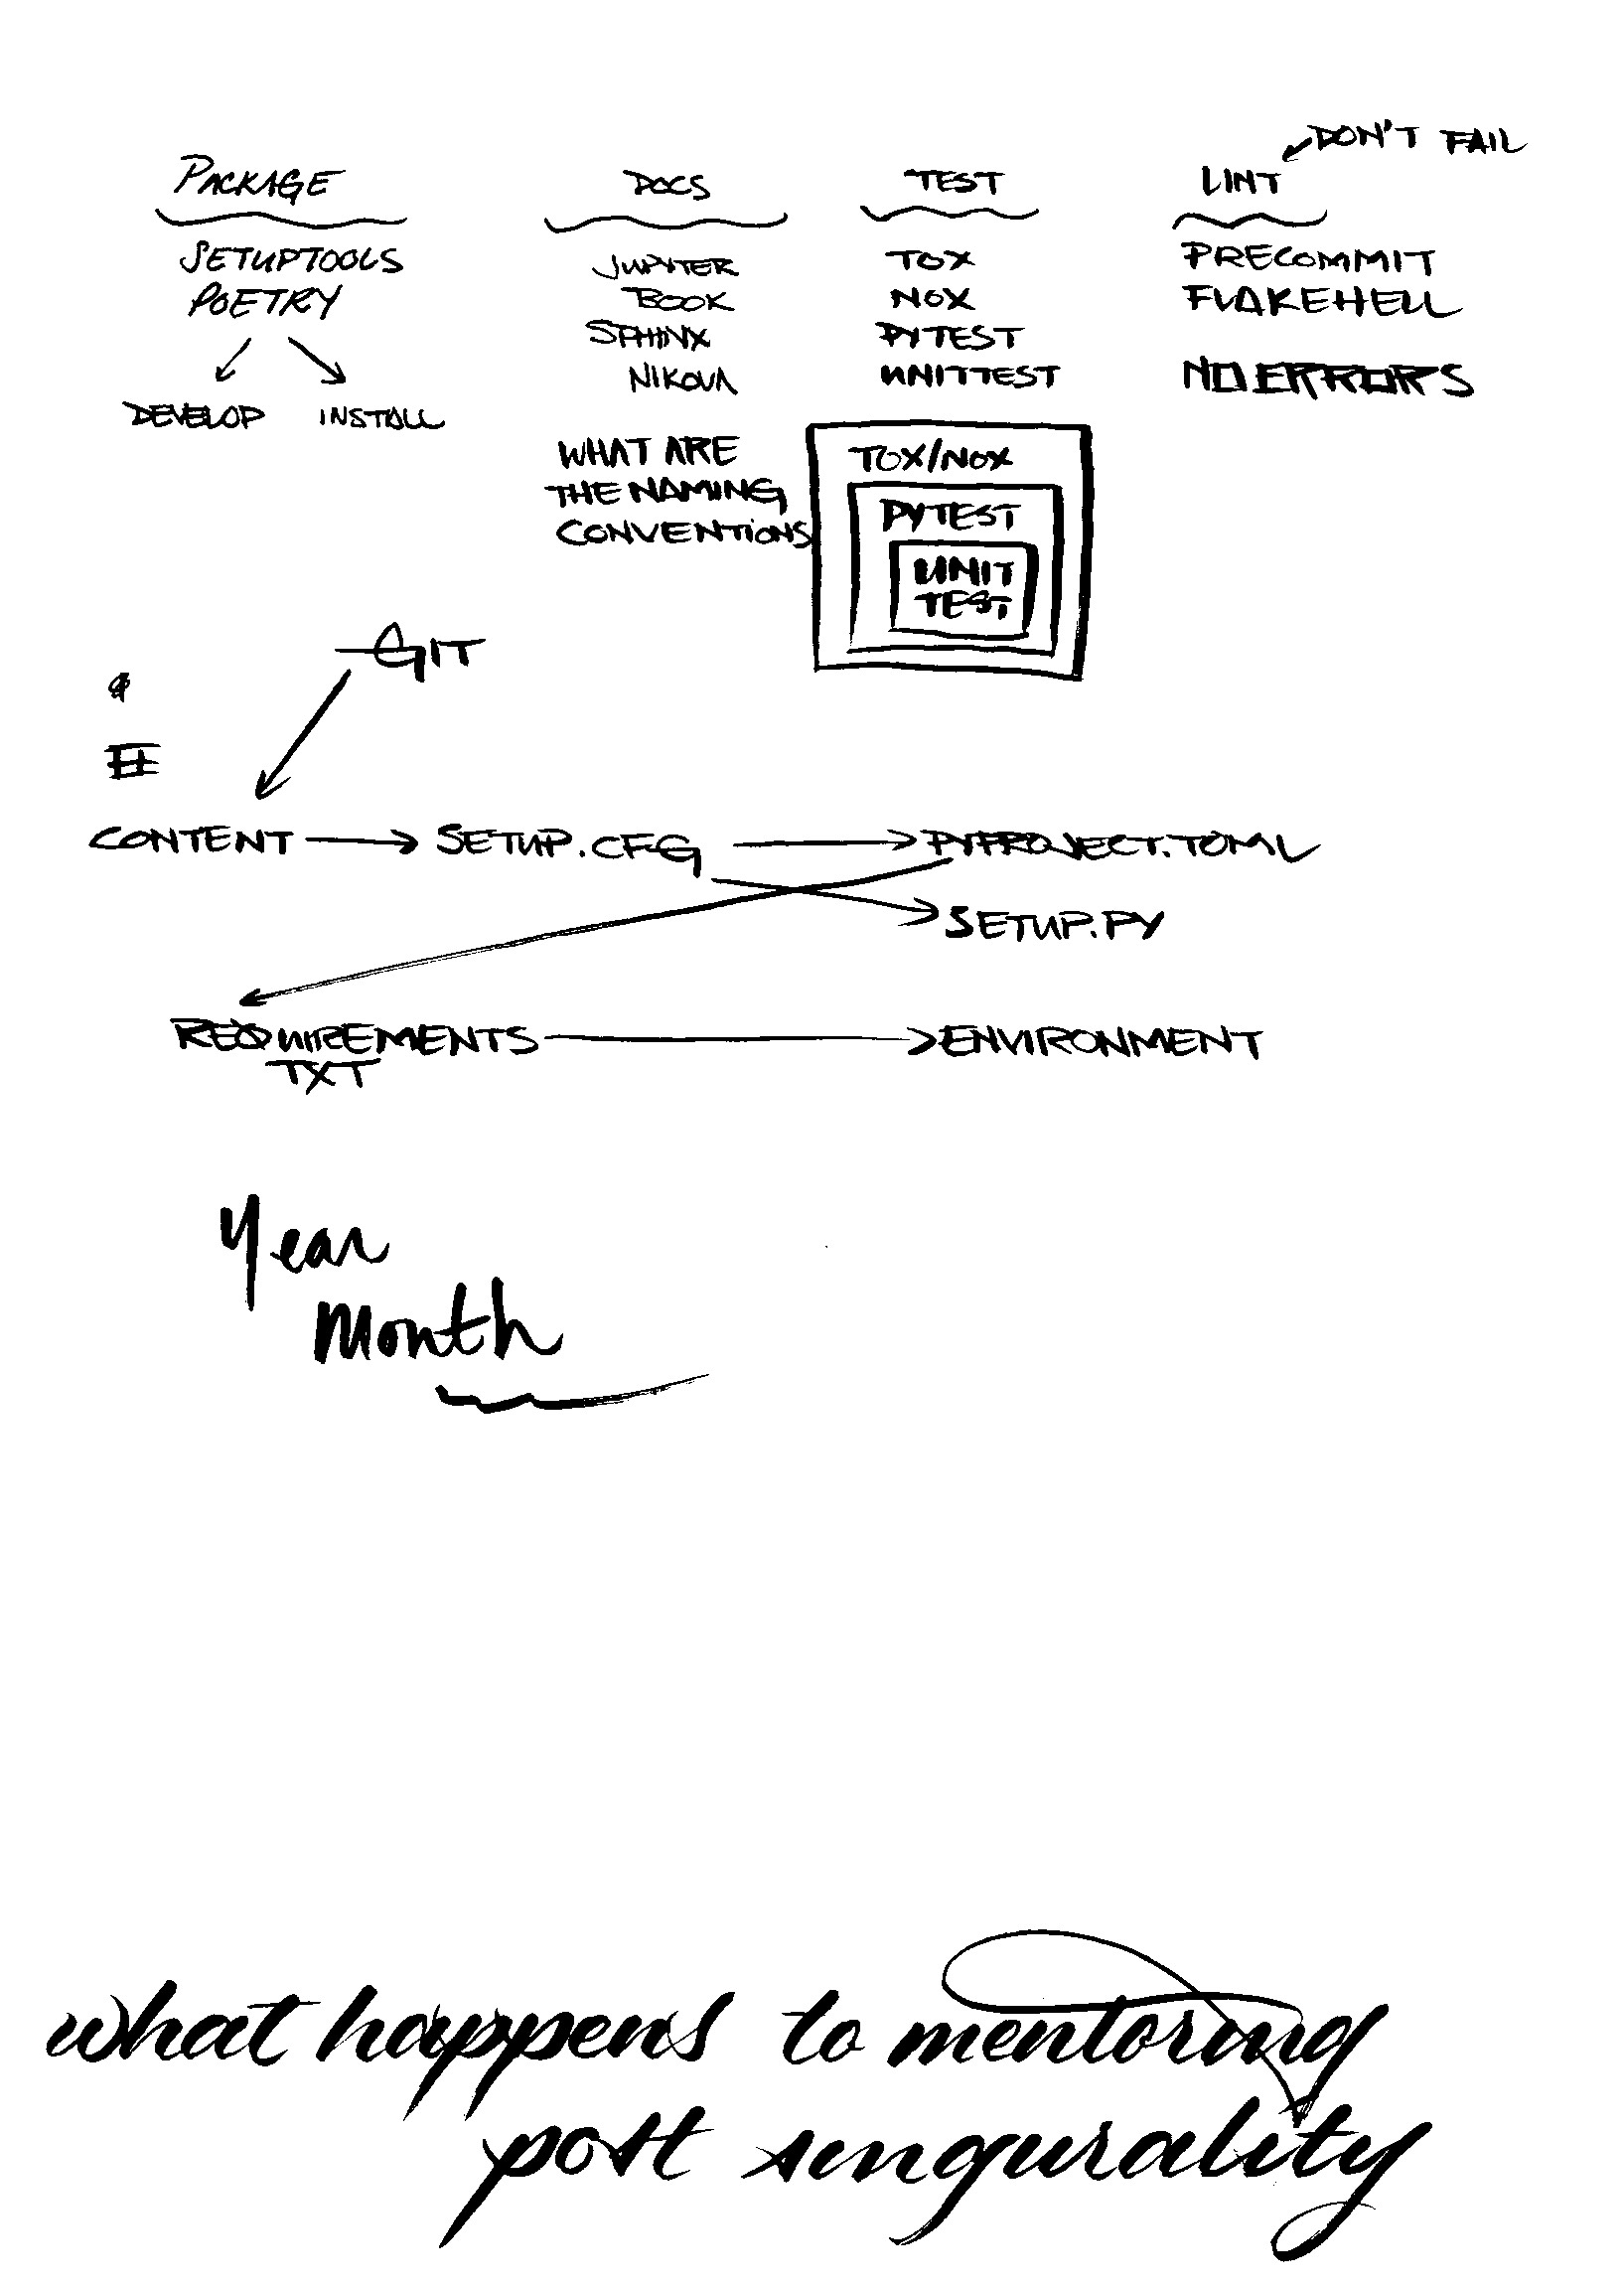 DON'T FAIL
PACKAGE
SETUPTOOLS
POETRY
DEVELOP INSTALL
DOCS
JUPYTER
BOOK
SPHINX
NIKOLA
WHAT ARE
THE NAMING
CONVENTIONS
TEST
TOX
NOX
PYTEST
UNITTEST
TOX/NOX
PYTEST
UNIT
TEST
LINT
PRECOMMIT
FLAKEHELL
NO ERRORS
GIT
CONTENT SETUP.CFG PYPROJECT.TOML
SETUP.PY
REQUIREMENTS ENVIRONMENT
TXT
Year
Month
what happens to mentoring
post singurality